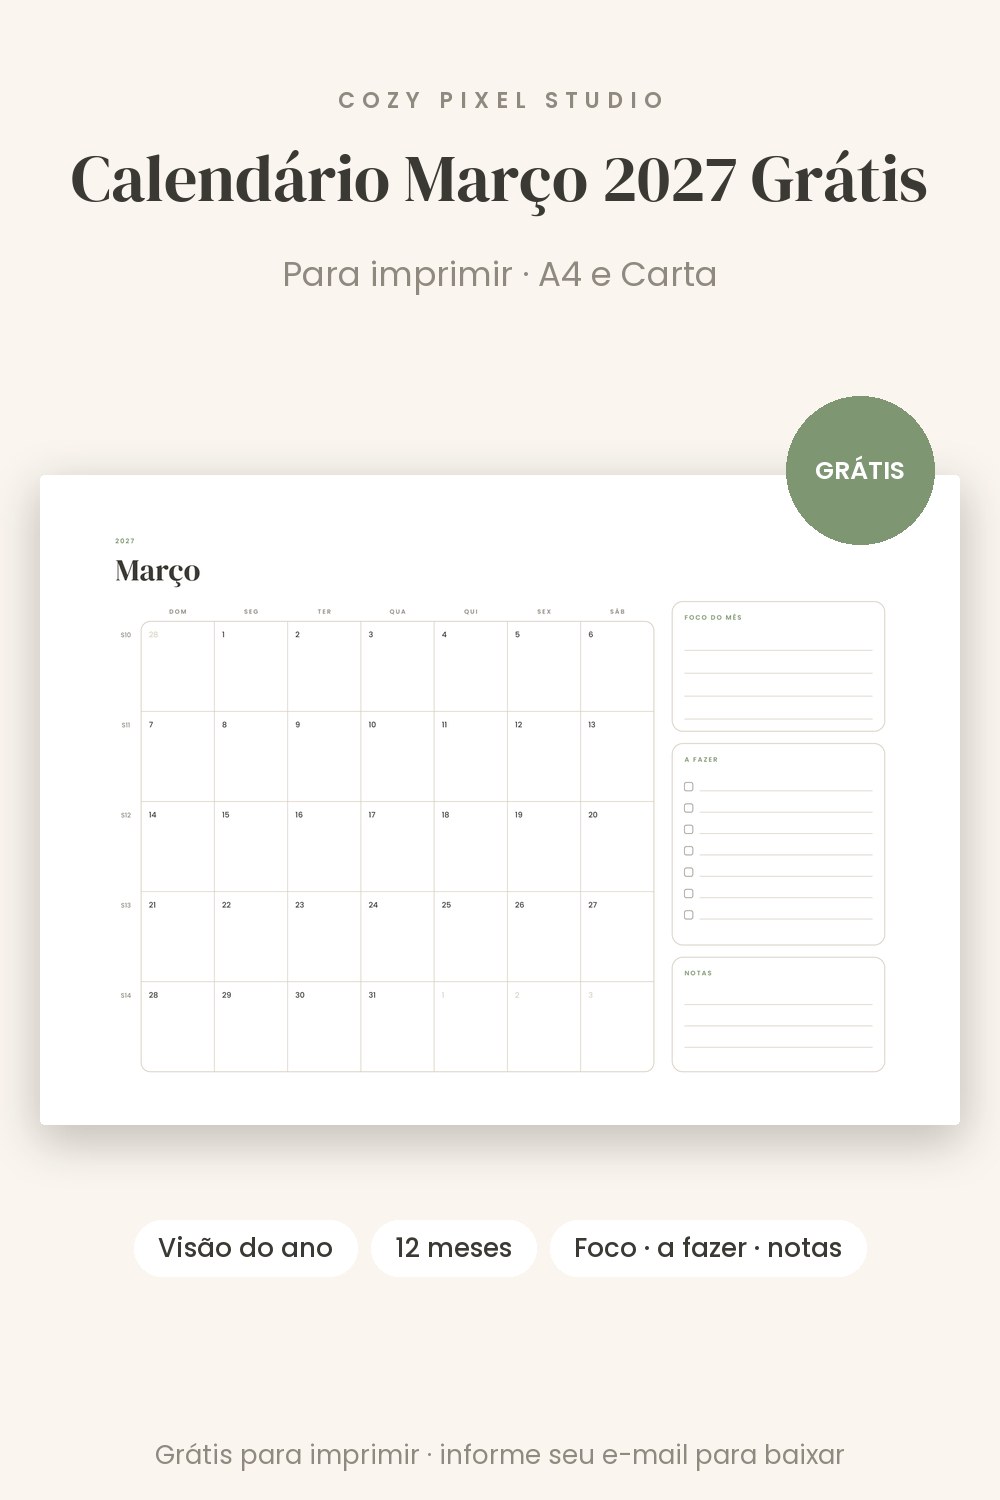 COZY PIXEL STUDIO
Calendário Março 2027 Grátis
Para imprimir · A4 e Carta
GRÁTIS
2027
Março
DOM SEG TER QUA QUI SEX SÁB
S10 28 1 2 3 4 5 6
S11 7 8 9 10 11 12 13
S12 14 15 16 17 18 19 20
S13 21 22 23 24 25 26 27
S14 28 29 30 31 1 2 3
FOCO DO MÊS
A FAZER
NOTAS
Visão do ano
12 meses
Foco · a fazer · notas
Grátis para imprimir · informe seu e-mail para baixar